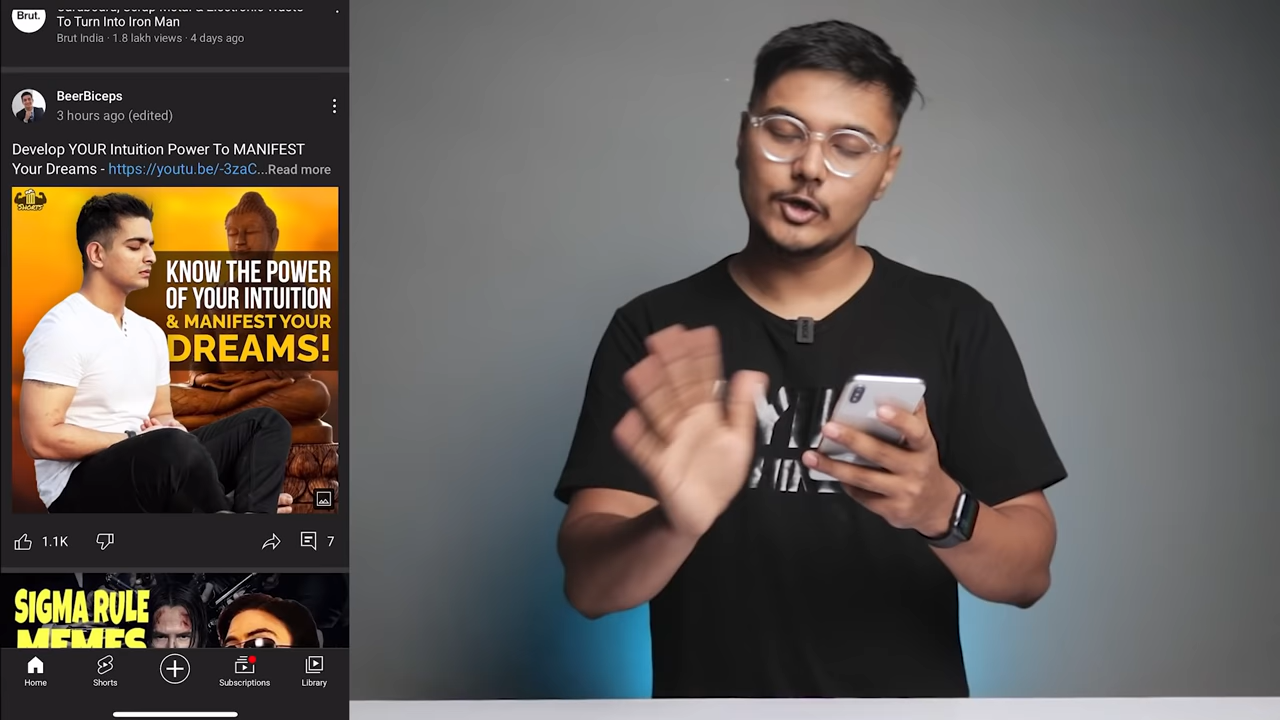 Brut.
To Turn Into Iron Man
Brut India · 1.8 lakh views · 4 days ago
BeerBiceps
3 hours ago (edited)
Develop YOUR Intuition Power To MANIFEST
Your Dreams - https://youtu.be/-3zaC...Read more
SHORTS
KNOW THE POWER
OF YOUR INTUITION
& MANIFEST YOUR
DREAMS!
1.1K
7
SIGMA RULE
MEMES
Home
Shorts
Subscriptions
Library